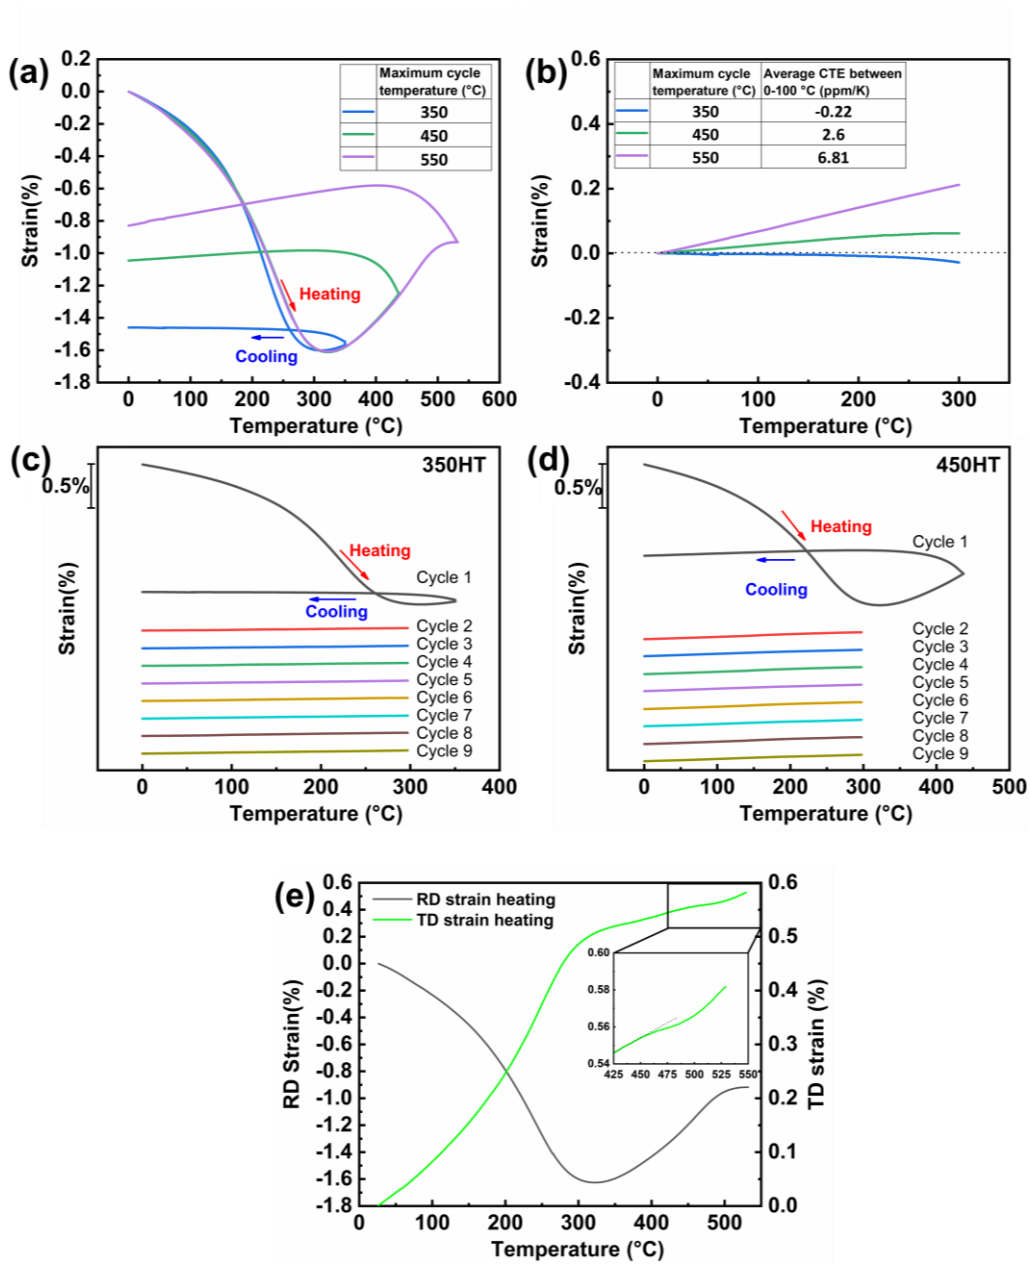 (a)
0.2
0.0
-0.2
-0.4
-0.6
-0.8
-1.0
-1.2
-1.4
-1.6
-1.8
Strain(%)
Maximum cycle
temperature (°C)
350
450
550
Heating
Cooling
0 100 200 300 400 500 600
Temperature (°C)
(b)
0.6
0.4
0.2
0.0
-0.2
-0.4
Strain(%)
Maximum cycle
temperature (°C)
Average CTE between
0-100 °C (ppm/K)
350 -0.22
450 2.6
550 6.81
0 100 200 300
Temperature (°C)
(c)
350HT
0.5%
Strain(%)
Heating
Cycle 1
Cooling
Cycle 2
Cycle 3
Cycle 4
Cycle 5
Cycle 6
Cycle 7
Cycle 8
Cycle 9
0 100 200 300 400
Temperature (°C)
(d)
450HT
0.5%
Strain(%)
Heating
Cycle 1
Cooling
Cycle 2
Cycle 3
Cycle 4
Cycle 5
Cycle 6
Cycle 7
Cycle 8
Cycle 9
0 100 200 300 400 500
Temperature (°C)
(e)
0.6
0.4
0.2
0.0
-0.2
-0.4
-0.6
-0.8
-1.0
-1.2
-1.4
-1.6
-1.8
RD Strain(%)
RD strain heating
TD strain heating
0.60
0.58
0.56
0.54
425 450 475 500 525 550
0.6
0.5
0.4
0.3
0.2
0.1
0.0
TD strain (%)
0 100 200 300 400 500
Temperature (°C)